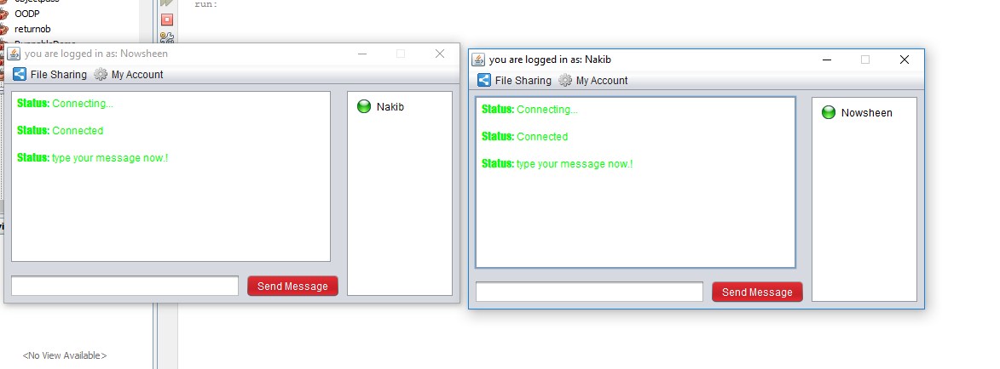 OODP
returnob
run:
you are logged in as: Nowsheen
File Sharing My Account
Status: Connecting...
Status: Connected
Status: type your message now.!
Nakib
Send Message
you are logged in as: Nakib
File Sharing My Account
Status: Connecting...
Status: Connected
Status: type your message now.!
Nowsheen
Send Message
<No View Available>